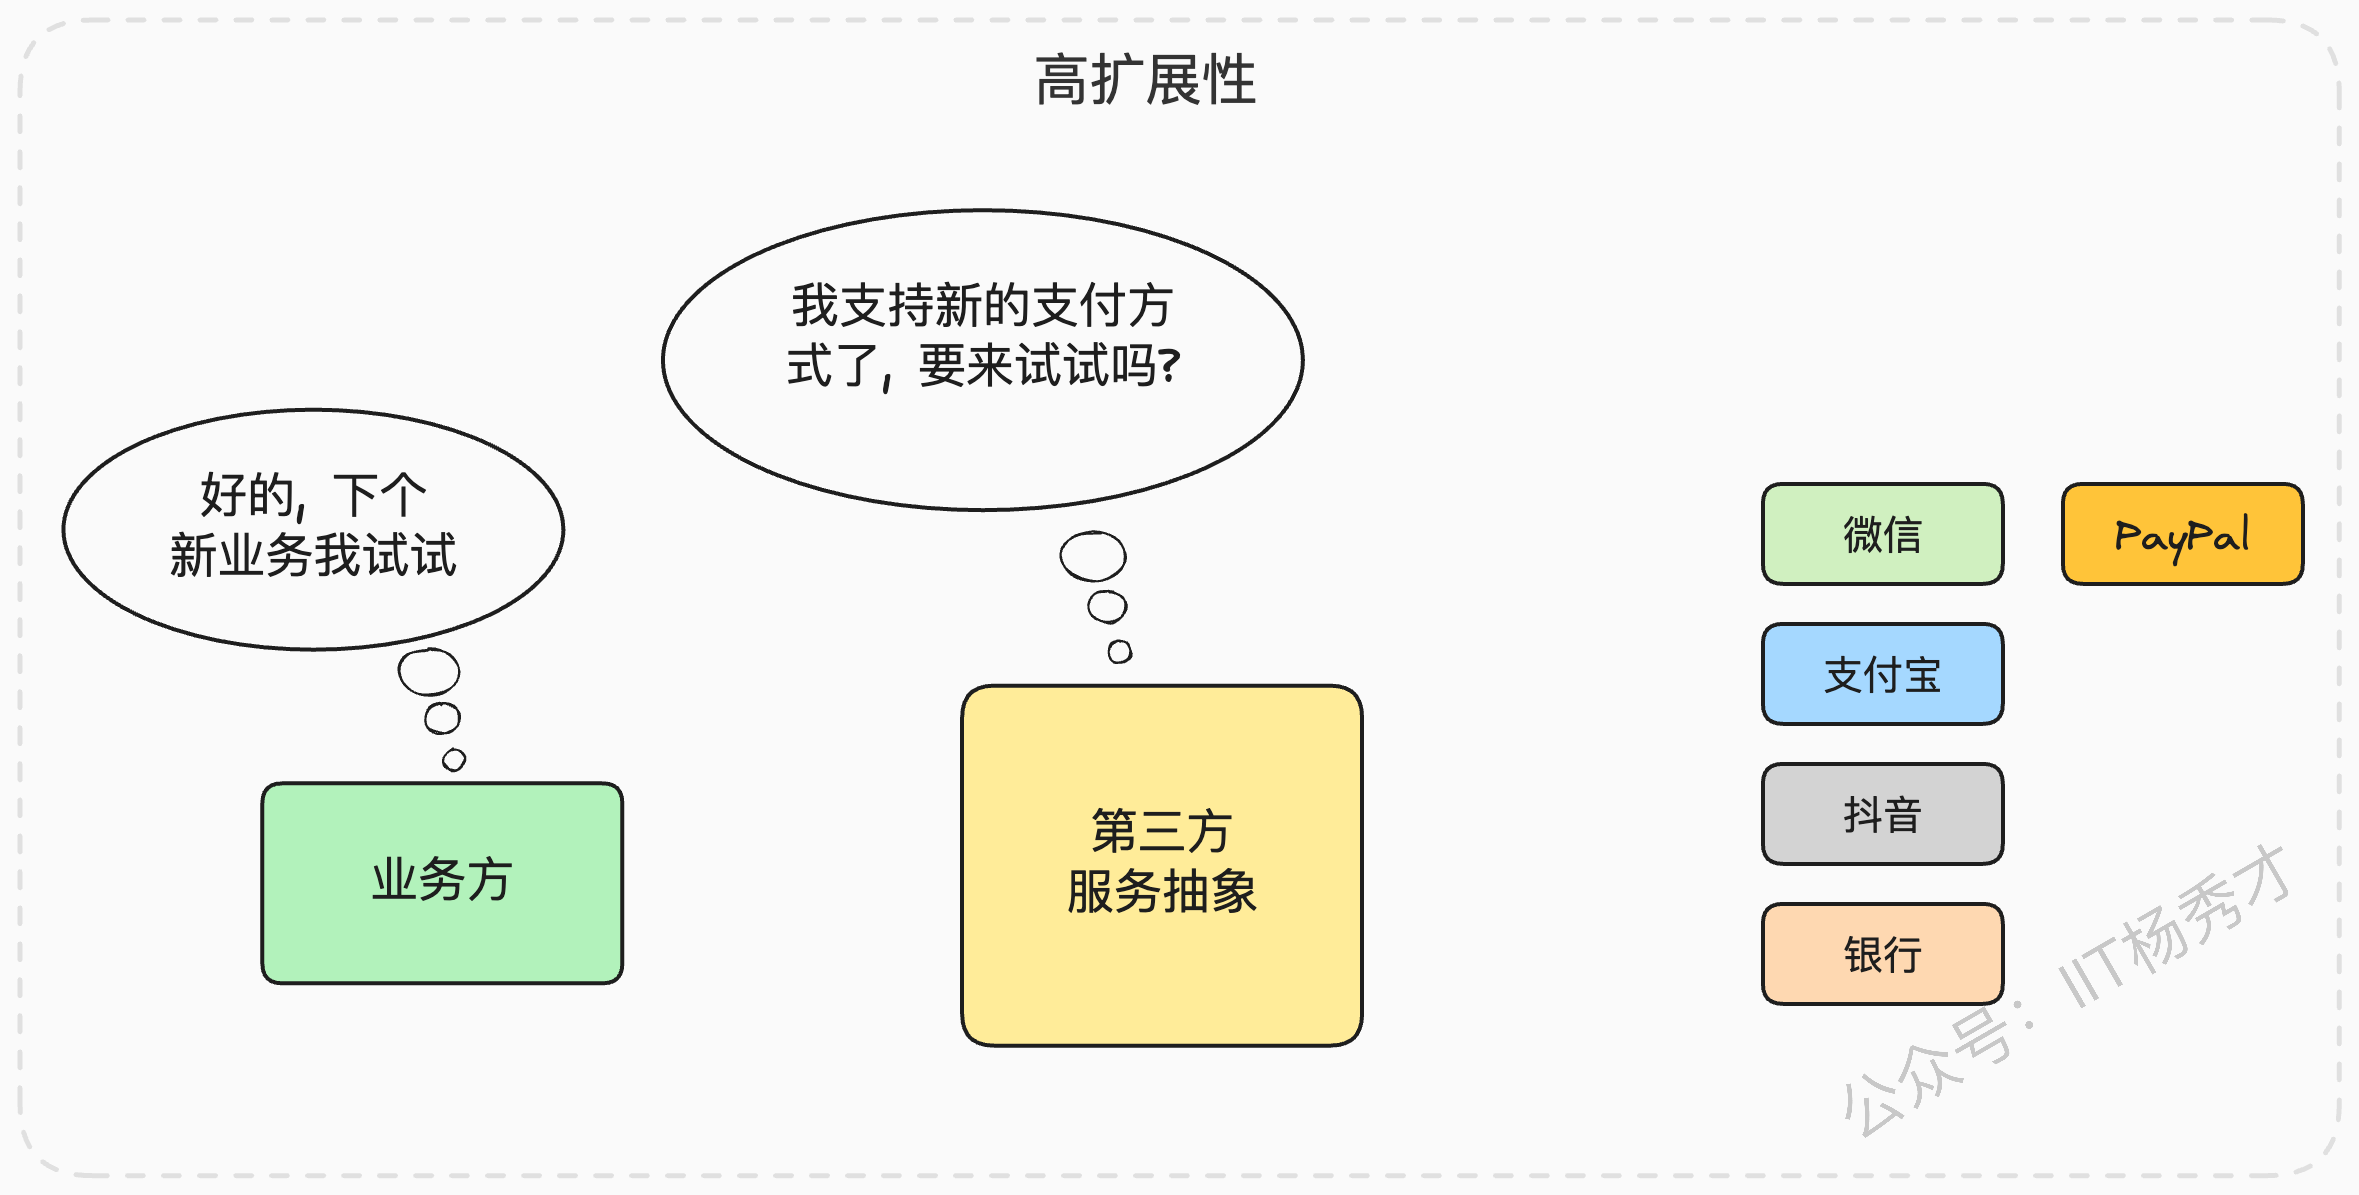 高扩展性
我支持新的支付方
式了, 要来试试吗?
好的, 下个
新业务我试试
业务方
第三方
服务抽象
微信
PayPal
支付宝
抖音
银行
公众号：IIT杨秀才